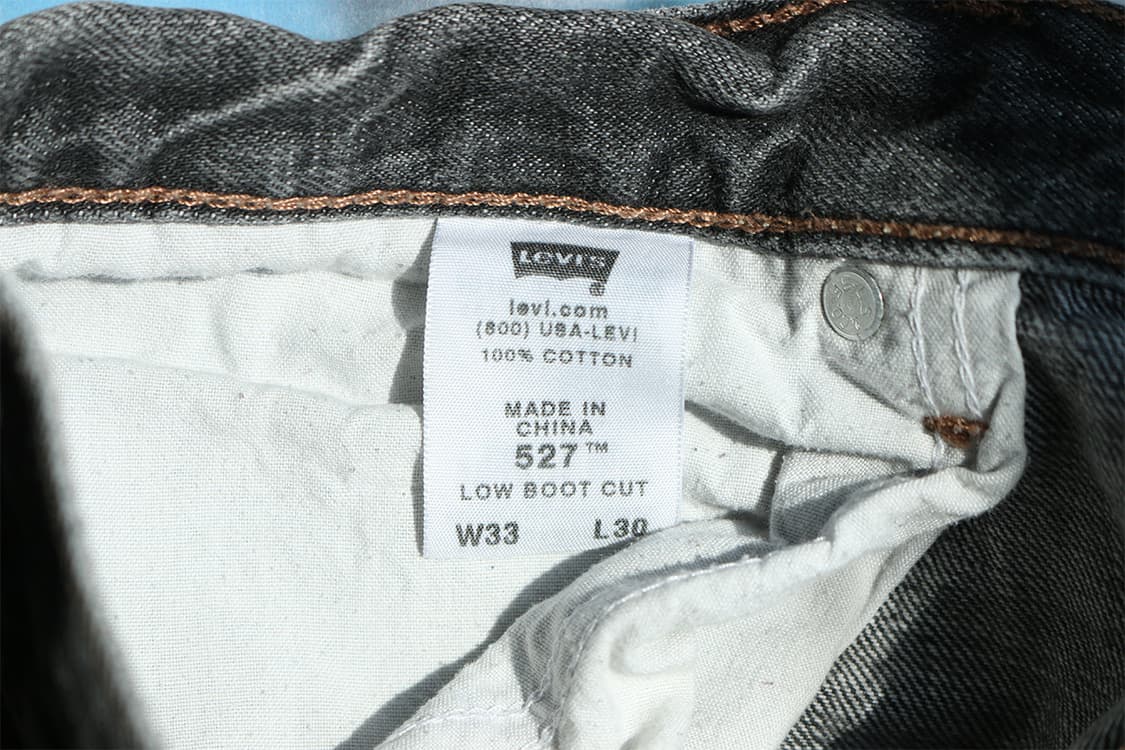 LEVI'S
levi.com
(800) USA-LEVI
100% COTTON
MADE IN
CHINA
527™
LOW BOOT CUT
W33 L30